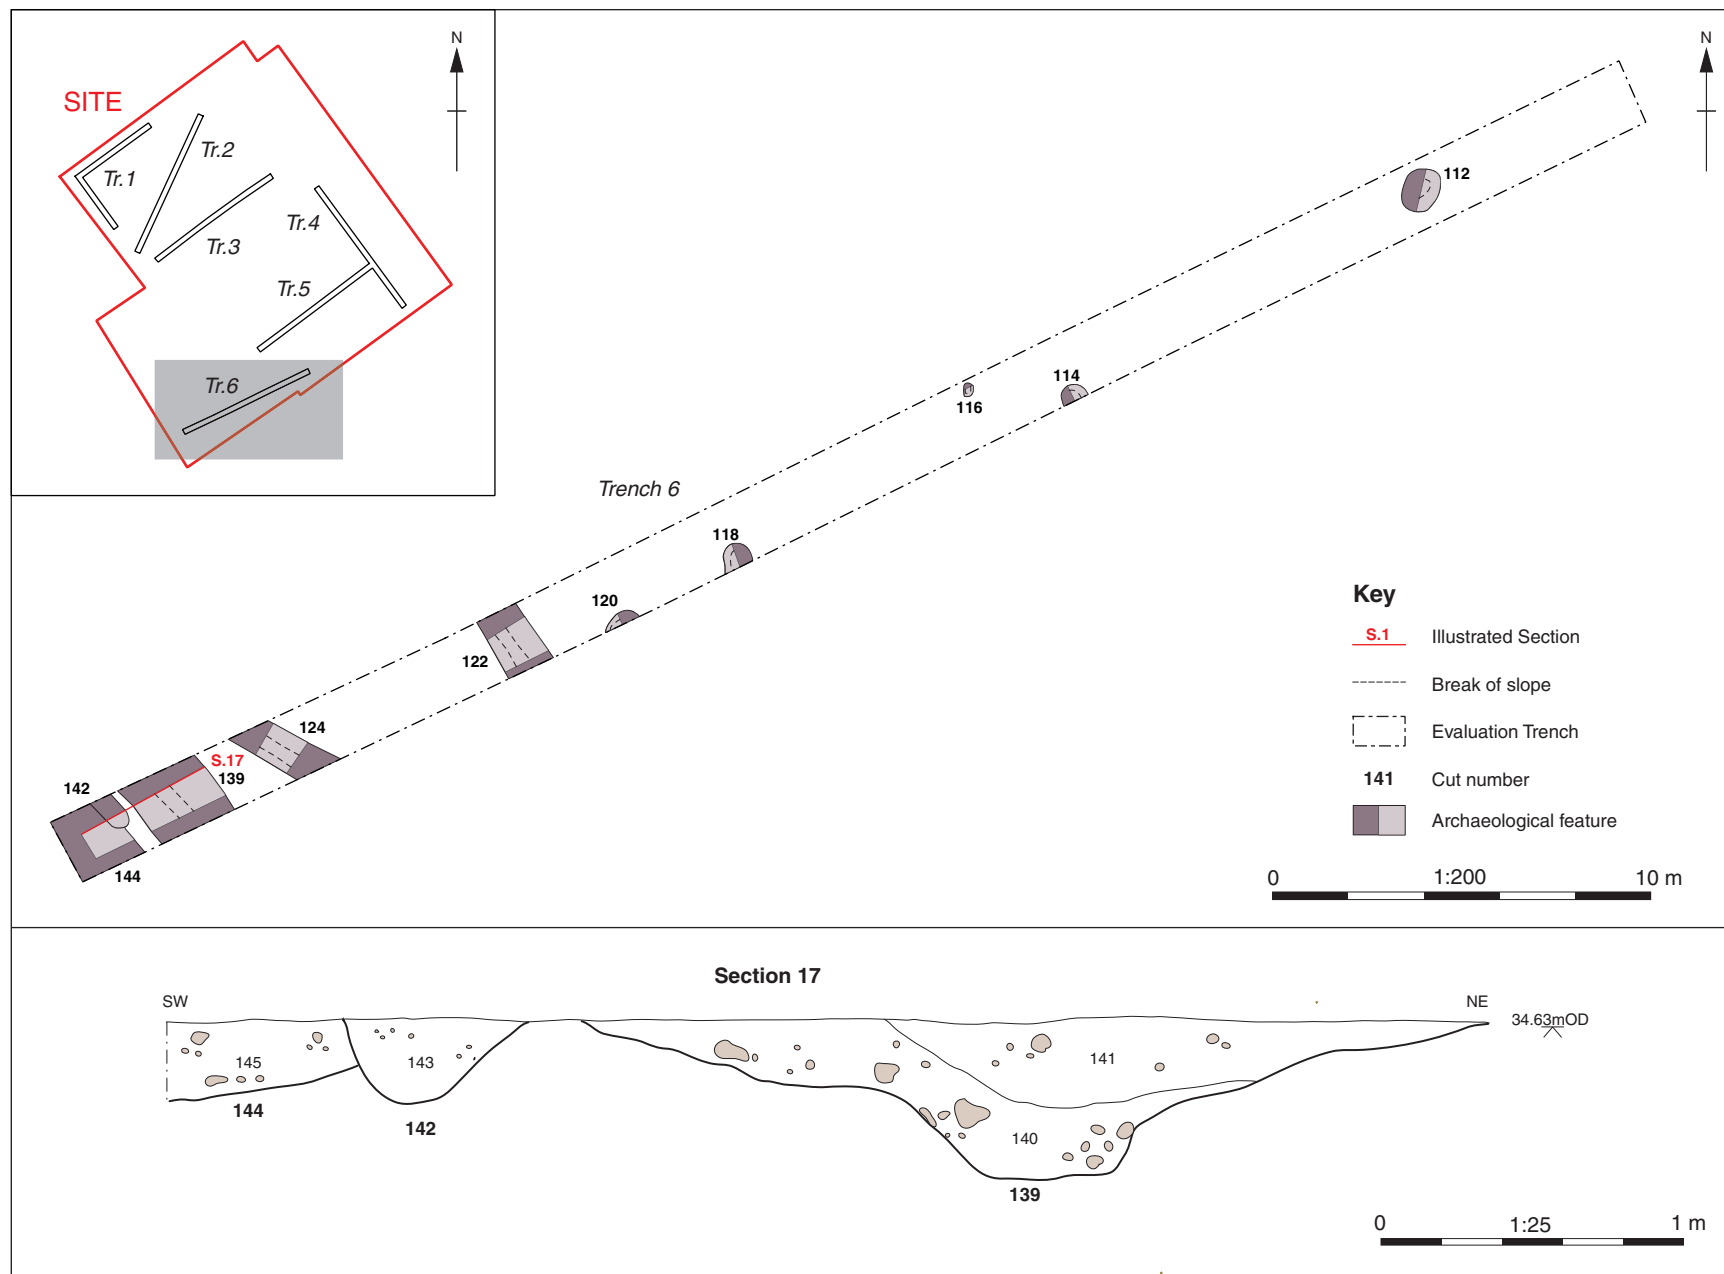 SITE
N
Tr.1
Tr.2
Tr.3
Tr.4
Tr.5
Tr.6
N
112
116
114
Trench 6
118
120
122
124
S.17
139
142
144
Key
S.1 Illustrated Section
Break of slope
Evaluation Trench
141 Cut number
Archaeological feature
0 1:200 10 m
Section 17
SW
NE
34.63mOD
145
143
141
144
142
140
139
0 1:25 1 m